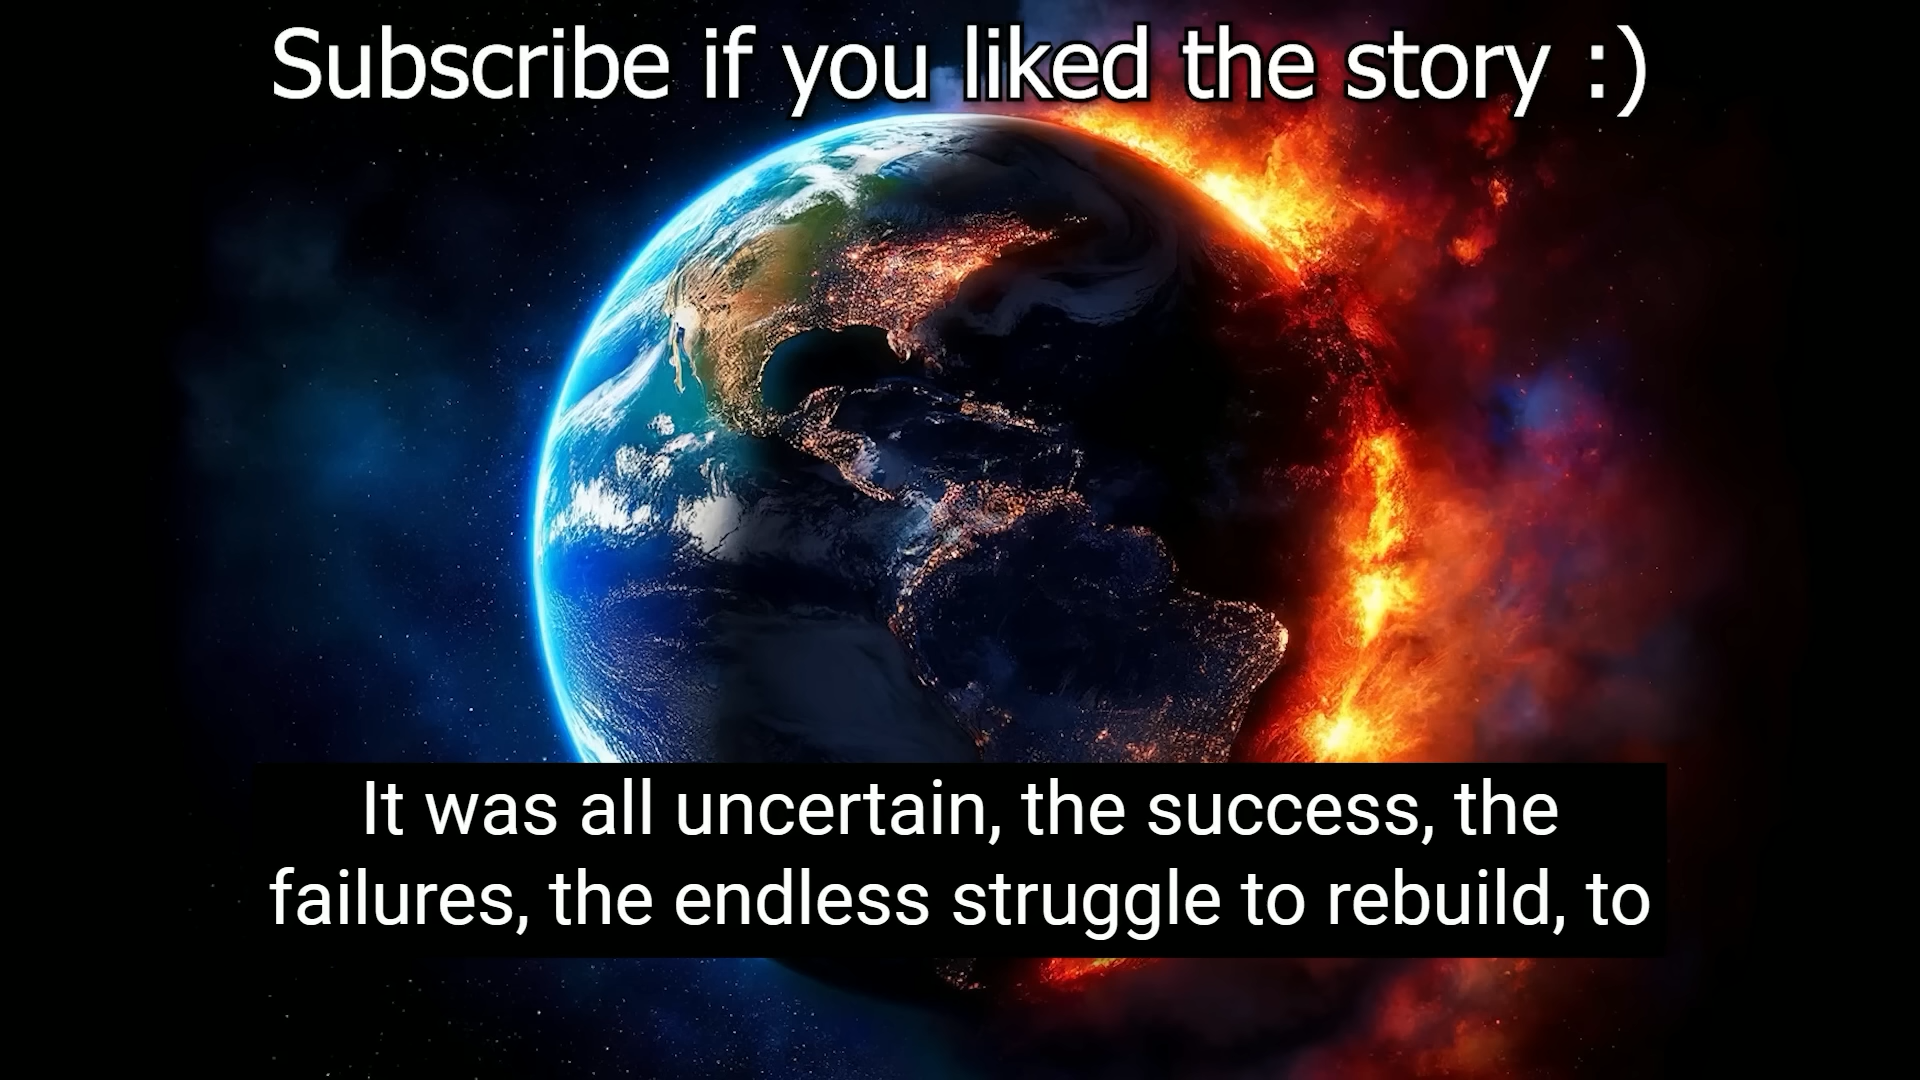 Subscribe if you liked the story :)
It was all uncertain, the success, the
failures, the endless struggle to rebuild, to